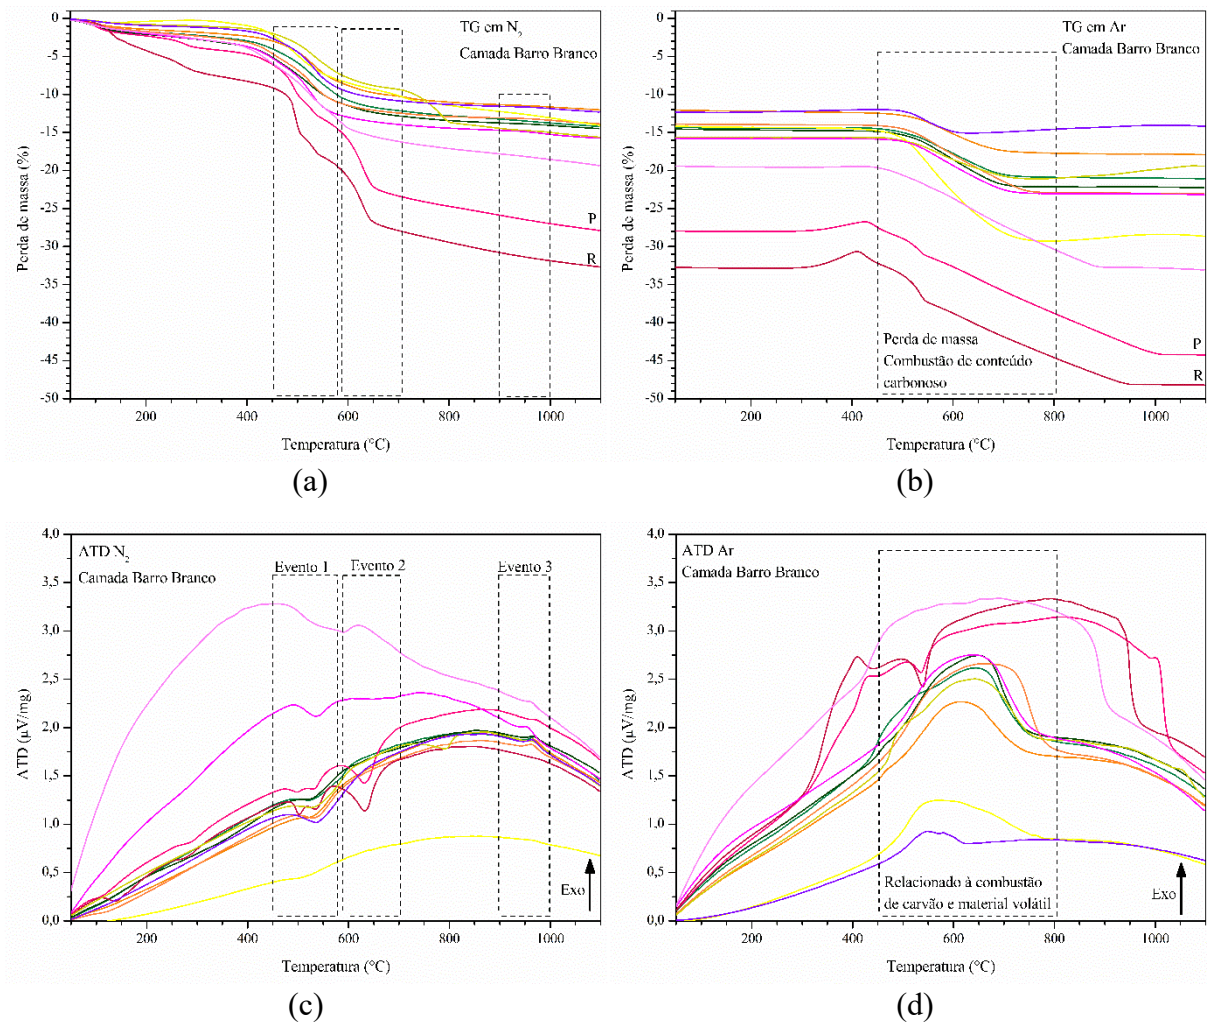 TG em N2
Camada Barro Branco
0
-5
-10
-15
-20
-25
-30
-35
-40
-45
-50
Perda de massa (%)
P
R
200
400
600
800
1000
Temperatura (°C)
(a)
TG em Ar
Camada Barro Branco
0
-5
-10
-15
-20
-25
-30
-35
-40
-45
-50
Perda de massa (%)
Perda de massa
Combustão de conteúdo
carbonoso
P
R
200
400
600
800
1000
Temperatura (°C)
(b)
ATD N2
Camada Barro Branco
Evento 1
Evento 2
Evento 3
4,0
3,5
3,0
2,5
2,0
1,5
1,0
0,5
0,0
ATD (µV/mg)
Exo
200
400
600
800
1000
Temperatura (°C)
(c)
ATD Ar
Camada Barro Branco
4,0
3,5
3,0
2,5
2,0
1,5
1,0
0,5
0,0
ATD (µV/mg)
Relacionado à combustão
de carvão e material volátil
Exo
200
400
600
800
1000
Temperatura (°C)
(d)